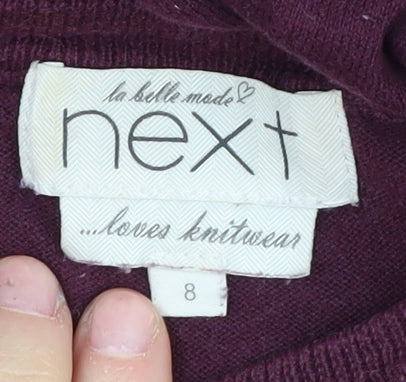 la belle mode
next
...loves knitwear
8